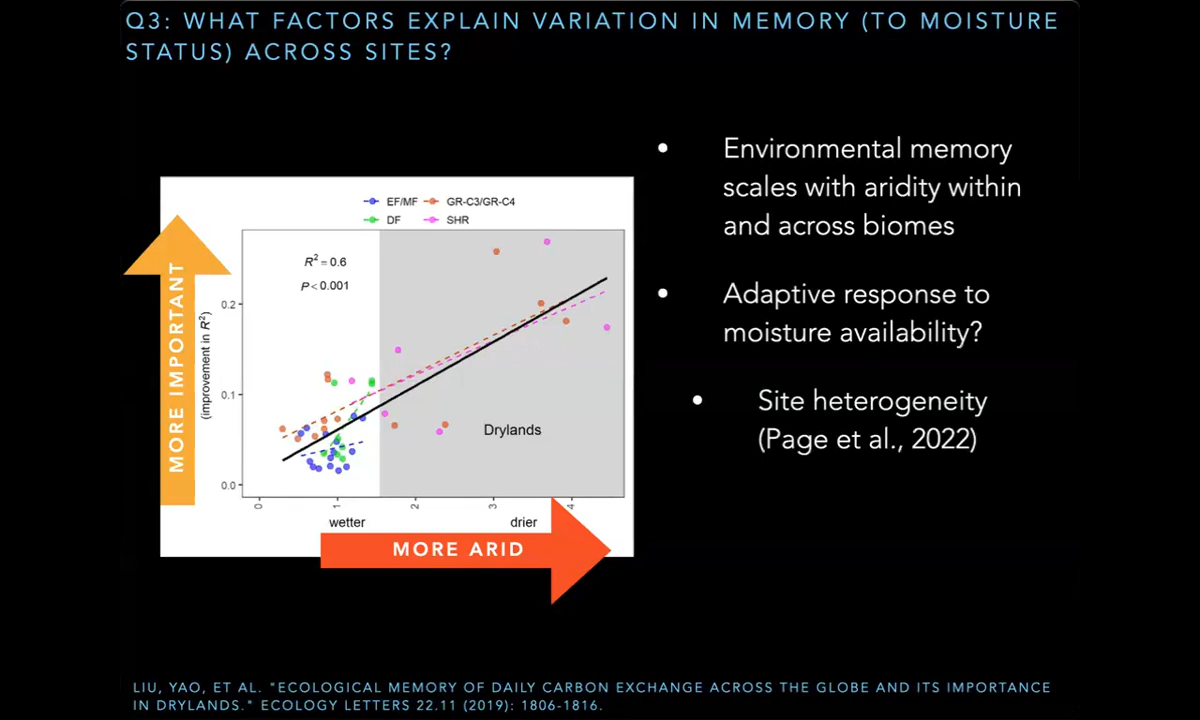 Q3: WHAT FACTORS EXPLAIN VARIATION IN MEMORY (TO MOISTURE
STATUS) ACROSS SITES?
• Environmental memory
scales with aridity within
and across biomes
• Adaptive response to
moisture availability?
• Site heterogeneity
(Page et al., 2022)
EF/MF GR-C3/GR-C4
DF SHR
R² = 0.6
P < 0.001
Drylands
MORE IMPORTANT
(improvement in R²)
0.2
0.1
0.0
0 1 2 3 4
wetter drier
MORE ARID
LIU, YAO, ET AL. "ECOLOGICAL MEMORY OF DAILY CARBON EXCHANGE ACROSS THE GLOBE AND ITS IMPORTANCE
IN DRYLANDS." ECOLOGY LETTERS 22.11 (2019): 1806-1816.